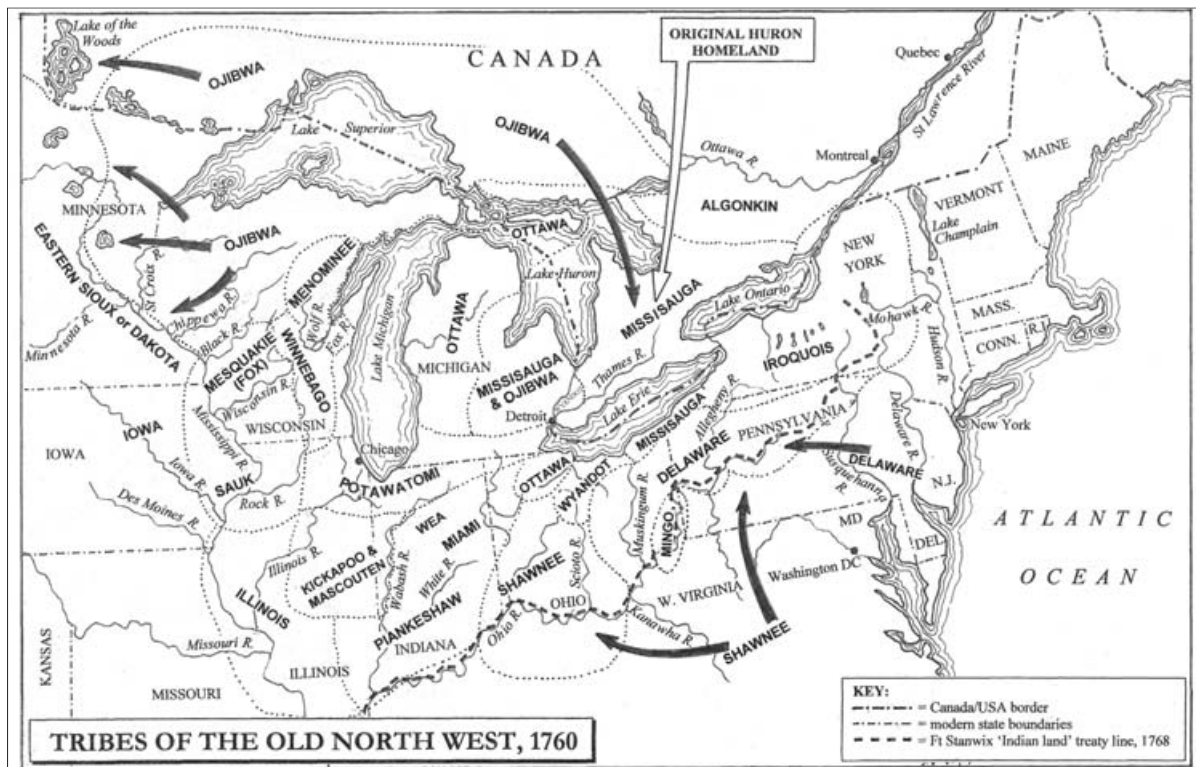 Lake of the
Woods
OJIBWA
CANADA
ORIGINAL HURON
HOMELAND
Quebec
St Lawrence River
Lake Superior
OJIBWA
Ottawa R.
Montreal
MAINE
MINNESOTA
ALGONKIN
VERMONT
Lake
Champlain
OTTAWA
NEW
YORK
EASTERN SIOUX or DAKOTA
OJIBWA
St Croix R.
Chippewa R.
MENOMINEE
Wolf R.
Fox R.
Lake Michigan
Lake Huron
MISSISAUGA
Lake Ontario
Mohawk R.
MASS.
R.I.
CONN.
Hudson R.
Minnesota R.
Black R.
MESQUAKIE
(FOX)
WINNEBAGO
Wisconsin R.
WISCONSIN
OTTAWA
MICHIGAN
MISSISAUGA
& OJIBWA
Thames R.
IROQUOIS
Detroit
Lake Erie
MISSISAUGA
Allegheny R.
PENNSYLVANIA
Delaware R.
New York
IOWA
IOWA
Mississippi R.
Iowa R.
SAUK
Rock R.
Chicago
POTAWATOMI
OTTAWA
WYANDOT
DELAWARE
DELAWARE
Susquehanna
R.
N.J.
Des Moines R.
WEA
MIAMI
Muskingum R.
MINGO
MD
DEL.
ATLANTIC
OCEAN
Illinois R.
KICKAPOO &
MASCOUTEN
Wabash R.
White R.
SHAWNEE
Scioto R.
OHIO
W. VIRGINIA
Washington DC
ILLINOIS
PIANKESHAW
INDIANA
Ohio R.
Kanawha R.
SHAWNEE
KANSAS
Missouri R.
MISSOURI
ILLINOIS
KEY:
= Canada/USA border
= modern state boundaries
= Ft Stanwix ‘Indian land’ treaty line, 1768
TRIBES OF THE OLD NORTH WEST, 1760